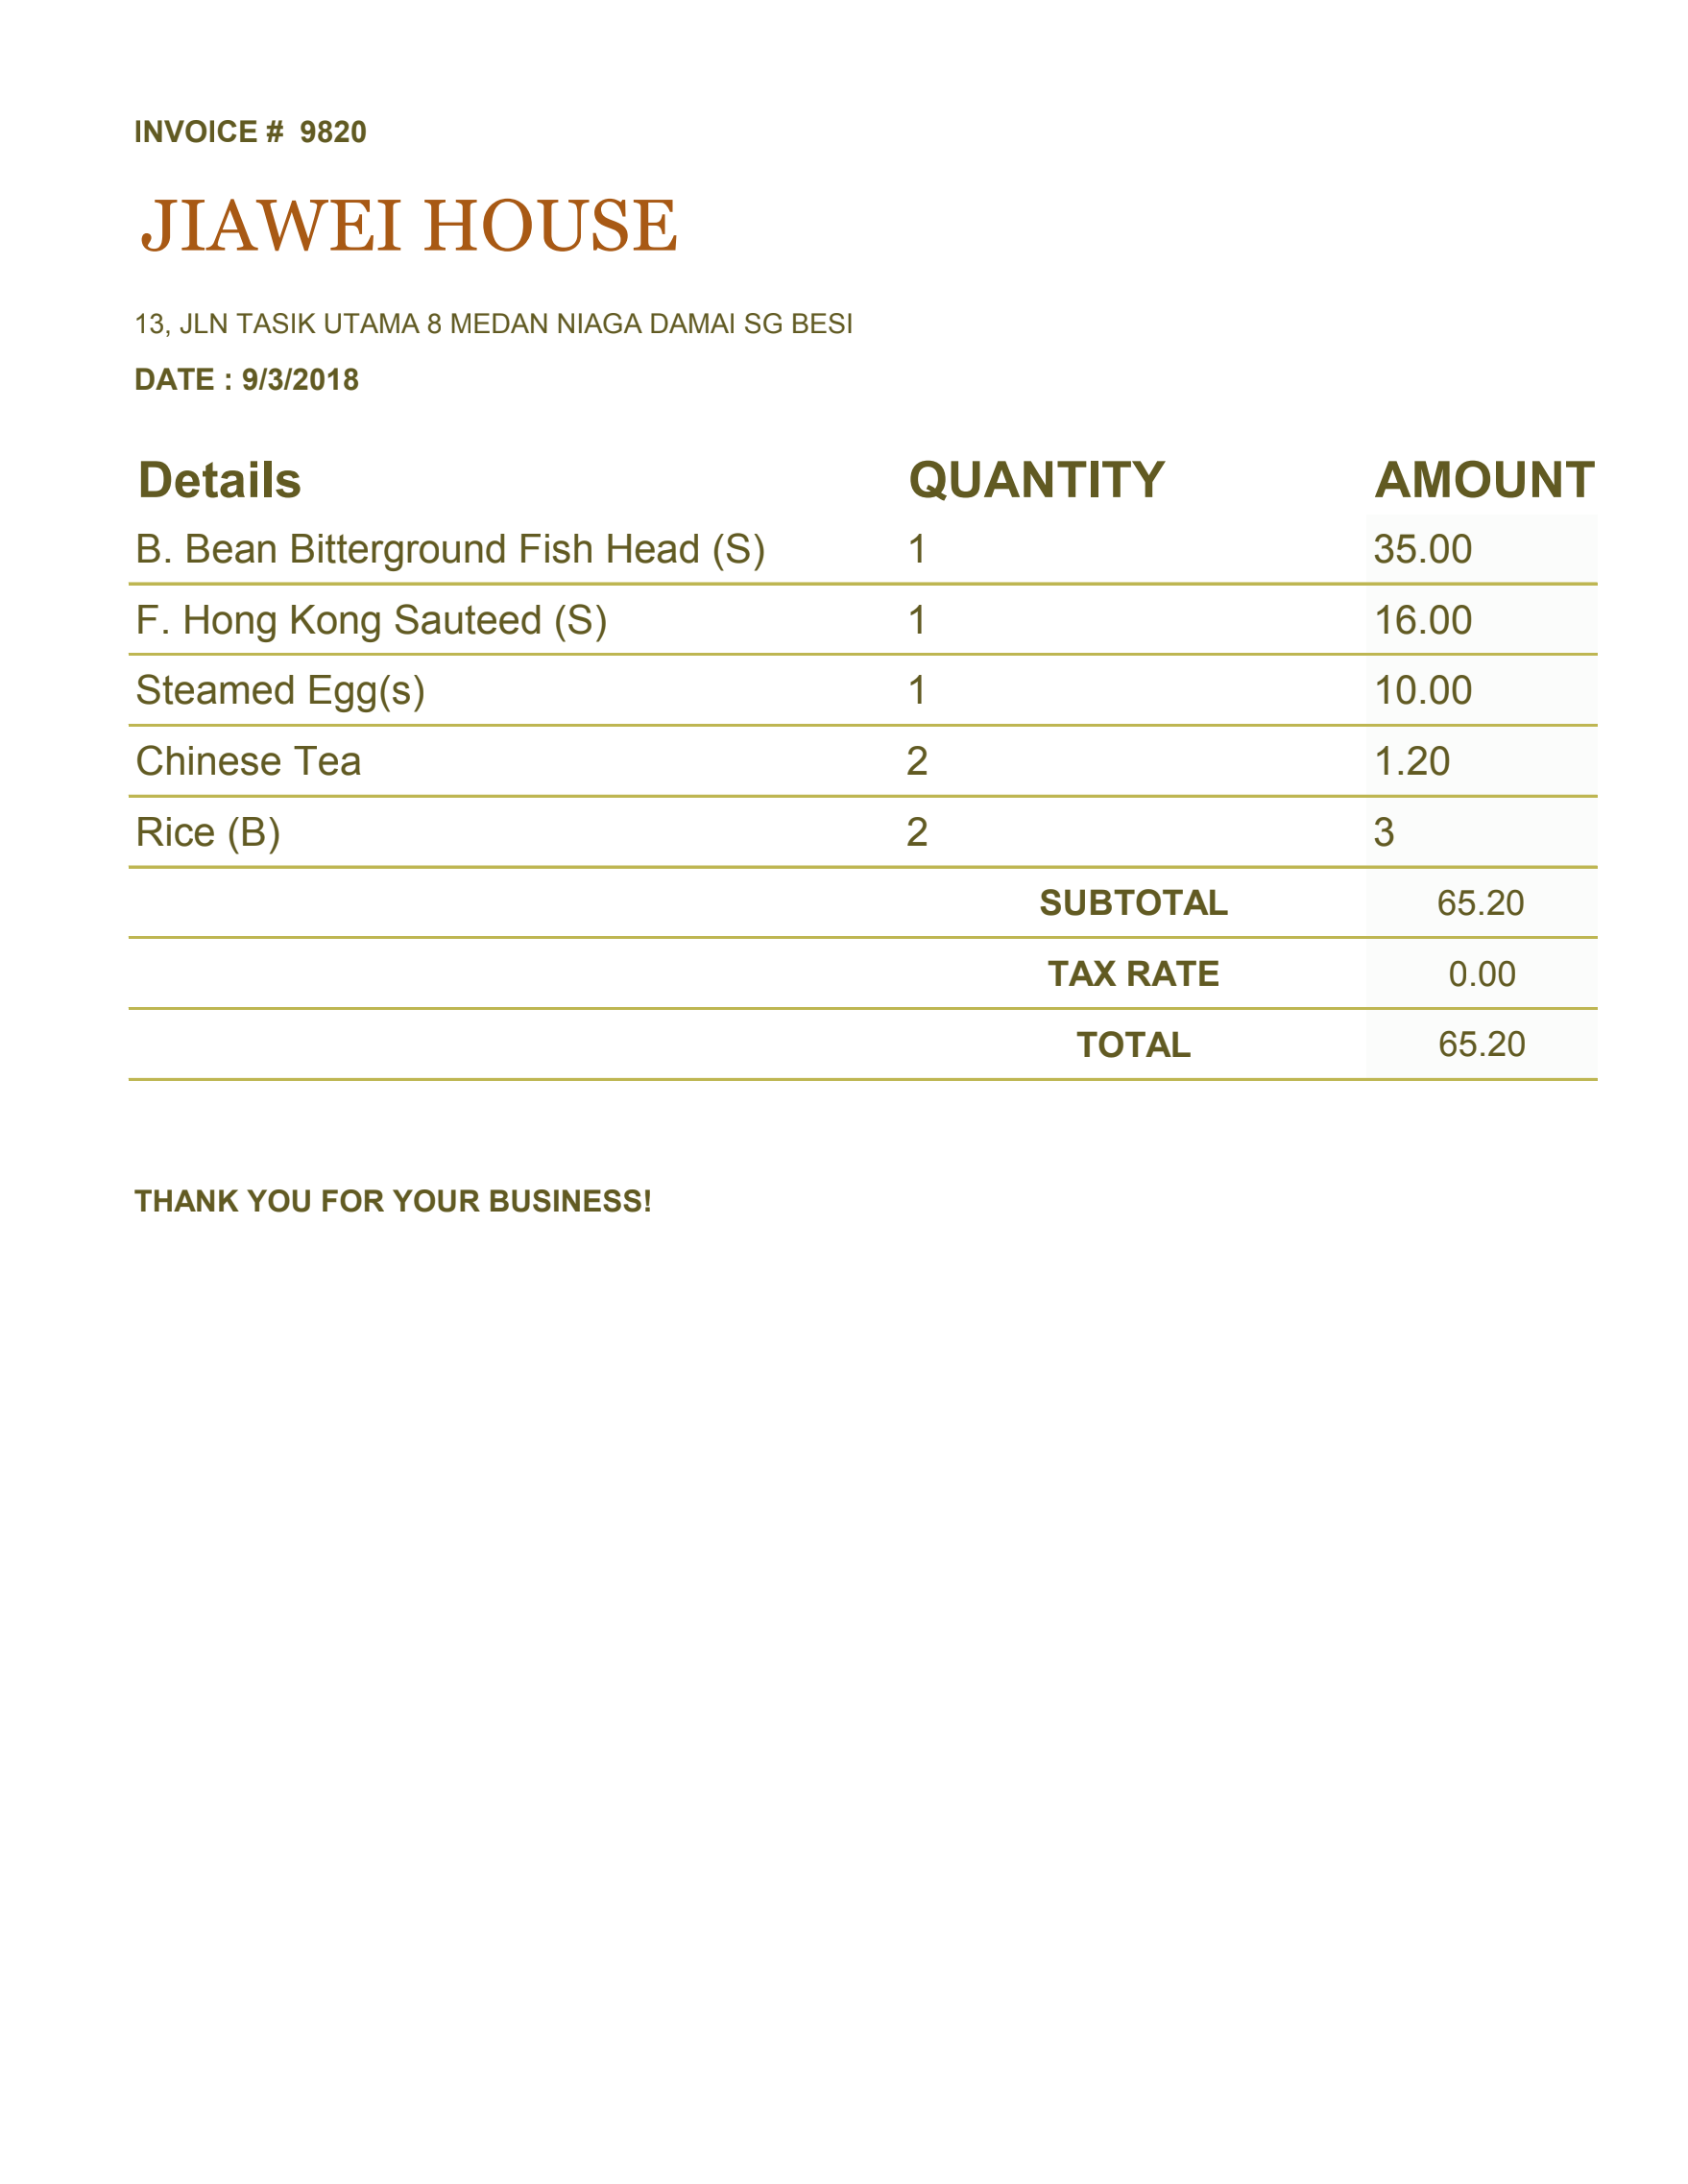 INVOICE # 9820
JIAWEI HOUSE
13, JLN TASIK UTAMA 8 MEDAN NIAGA DAMAI SG BESI
DATE : 9/3/2018
Details QUANTITY AMOUNT
B. Bean Bitterground Fish Head (S) 1 35.00
F. Hong Kong Sauteed (S) 1 16.00
Steamed Egg(s) 1 10.00
Chinese Tea 2 1.20
Rice (B) 2 3
SUBTOTAL 65.20
TAX RATE 0.00
TOTAL 65.20
THANK YOU FOR YOUR BUSINESS!